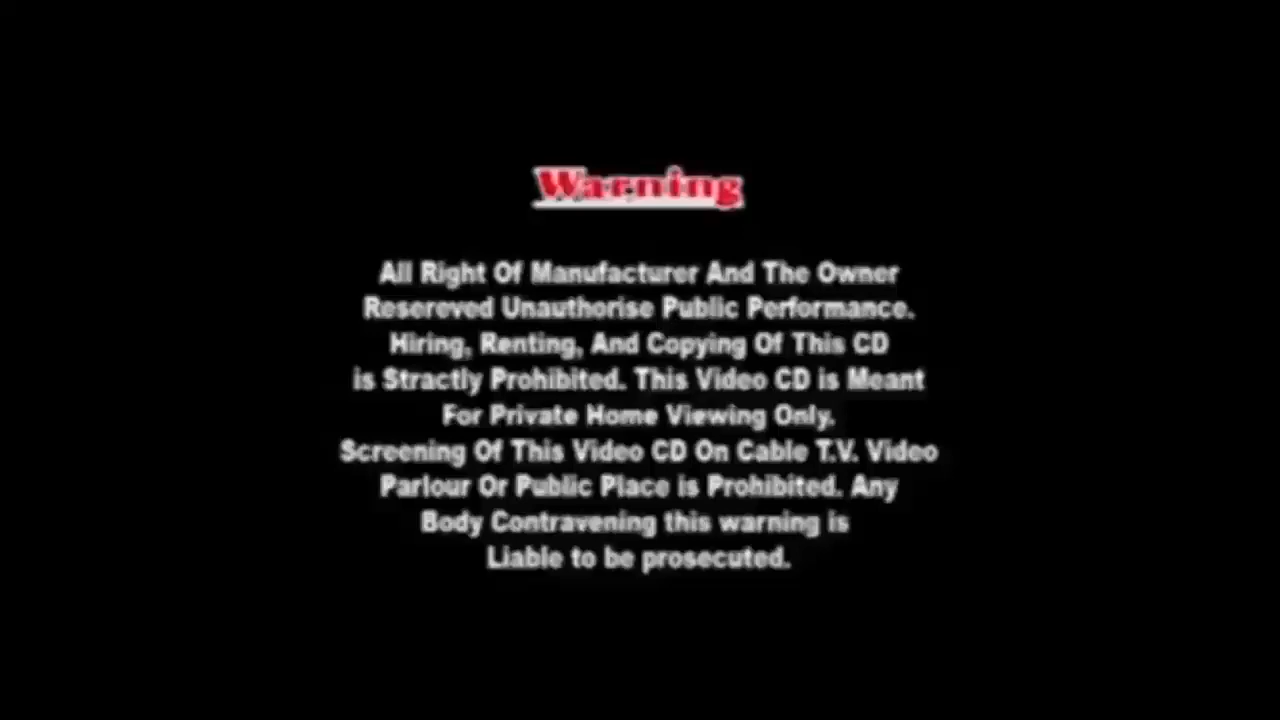 Warning
All Right Of Manufacturer And The Owner
Resereved Unauthorise Public Performance.
Hiring, Renting, And Copying Of This CD
is Stractly Prohibited. This Video CD is Meant
For Private Home Viewing Only.
Screening Of This Video CD On Cable T.V. Video
Parlour Or Public Place is Prohibited. Any
Body Contravening this warning is
Liable to be prosecuted.